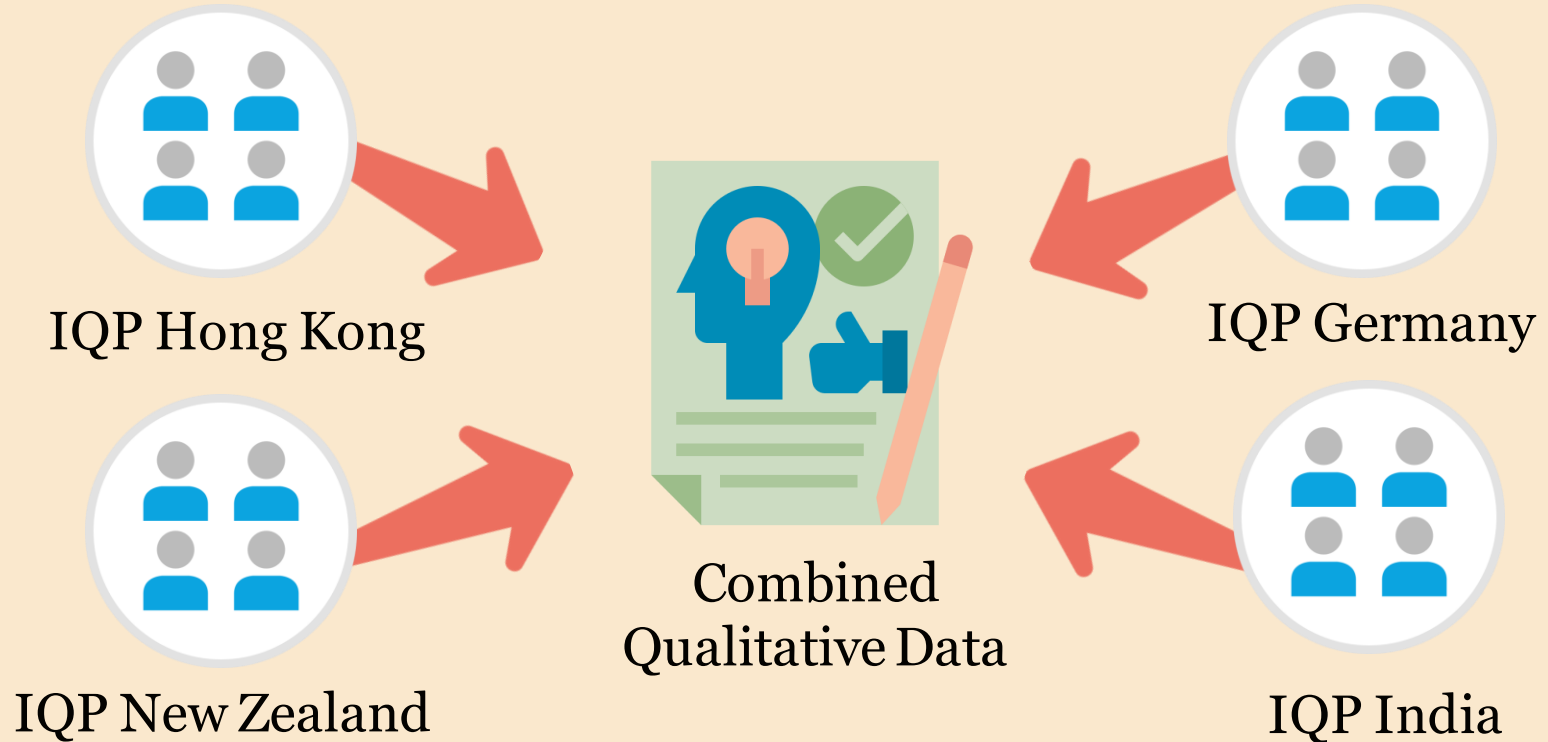 IQP Hong Kong
IQP Germany
Combined
Qualitative Data
IQP New Zealand
IQP India